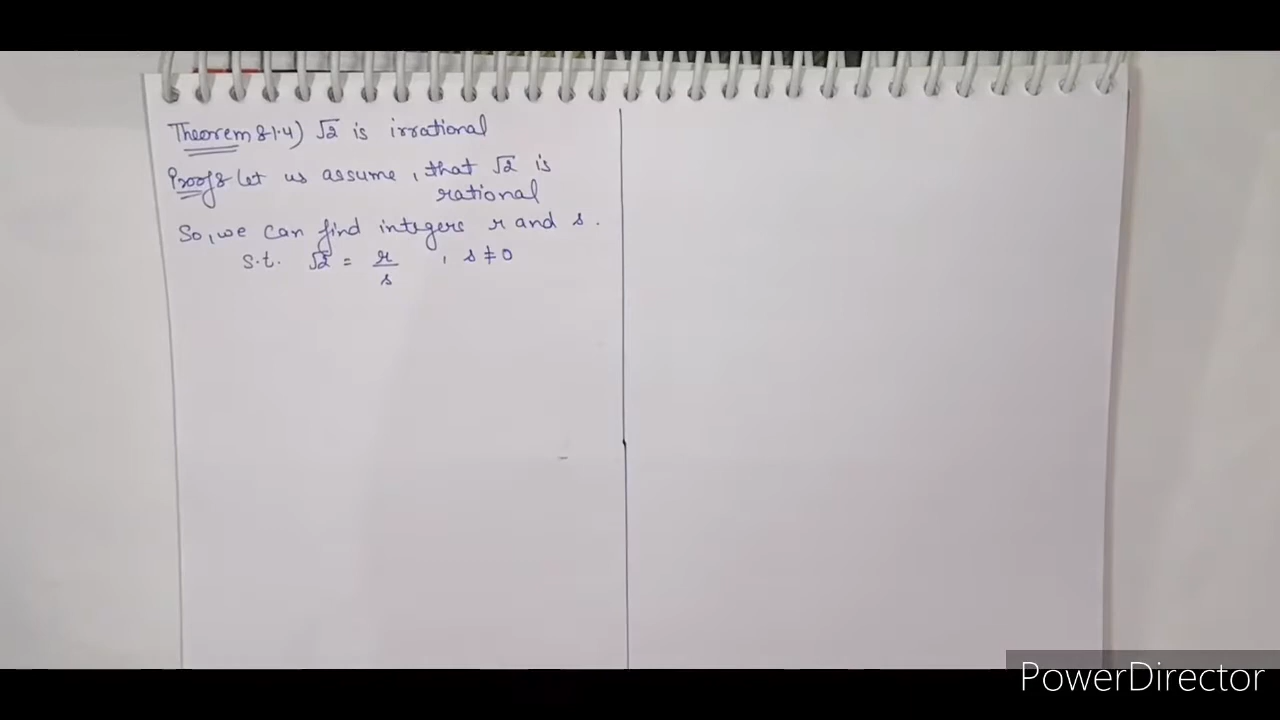 Theorem : 1.4) √2 is irrational
Proof : Let us assume, that √2 is
rational
So, we can find integers r and s.
s.t. √2 = r/s , s ≠ 0
PowerDirector